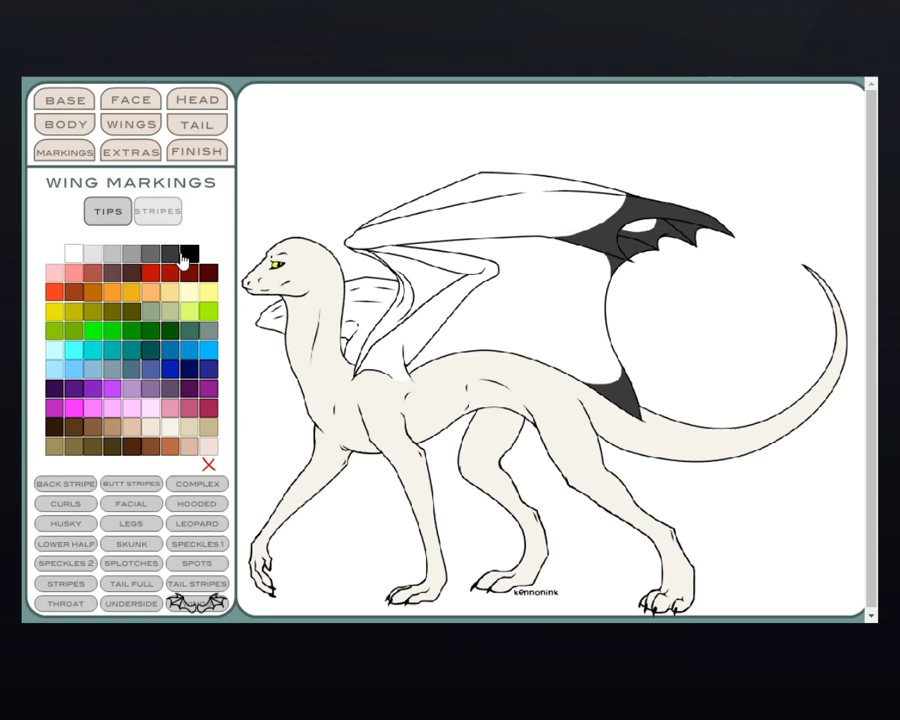 BASE FACE HEAD
BODY WINGS TAIL
MARKINGS EXTRAS FINISH
WING MARKINGS
TIPS STRIPES
BACK STRIPE BUTT STRIPES COMPLEX
CURLS FACIAL HOODED
HUSKY LEGS LEOPARD
LOWER HALF SKUNK SPECKLES 1
SPECKLES 2 SPLOTCHES SPOTS
STRIPES TAIL FULL TAIL STRIPES
THROAT UNDERSIDE
kennonink